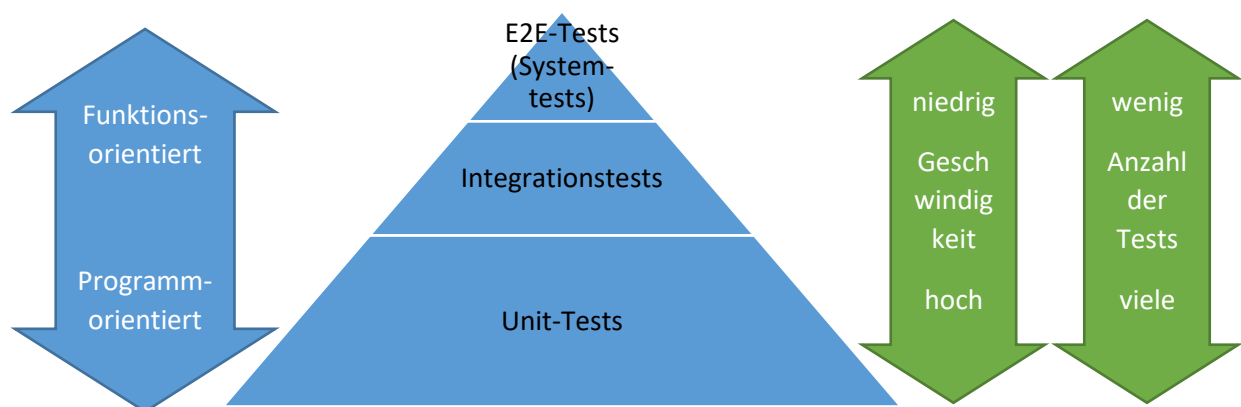 Funktions-
orientiert
Programm-
orientiert
E2E-Tests
(System-
tests)
Integrationstests
Unit-Tests
niedrig
Gesch
windig
keit
hoch
wenig
Anzahl
der
Tests
viele